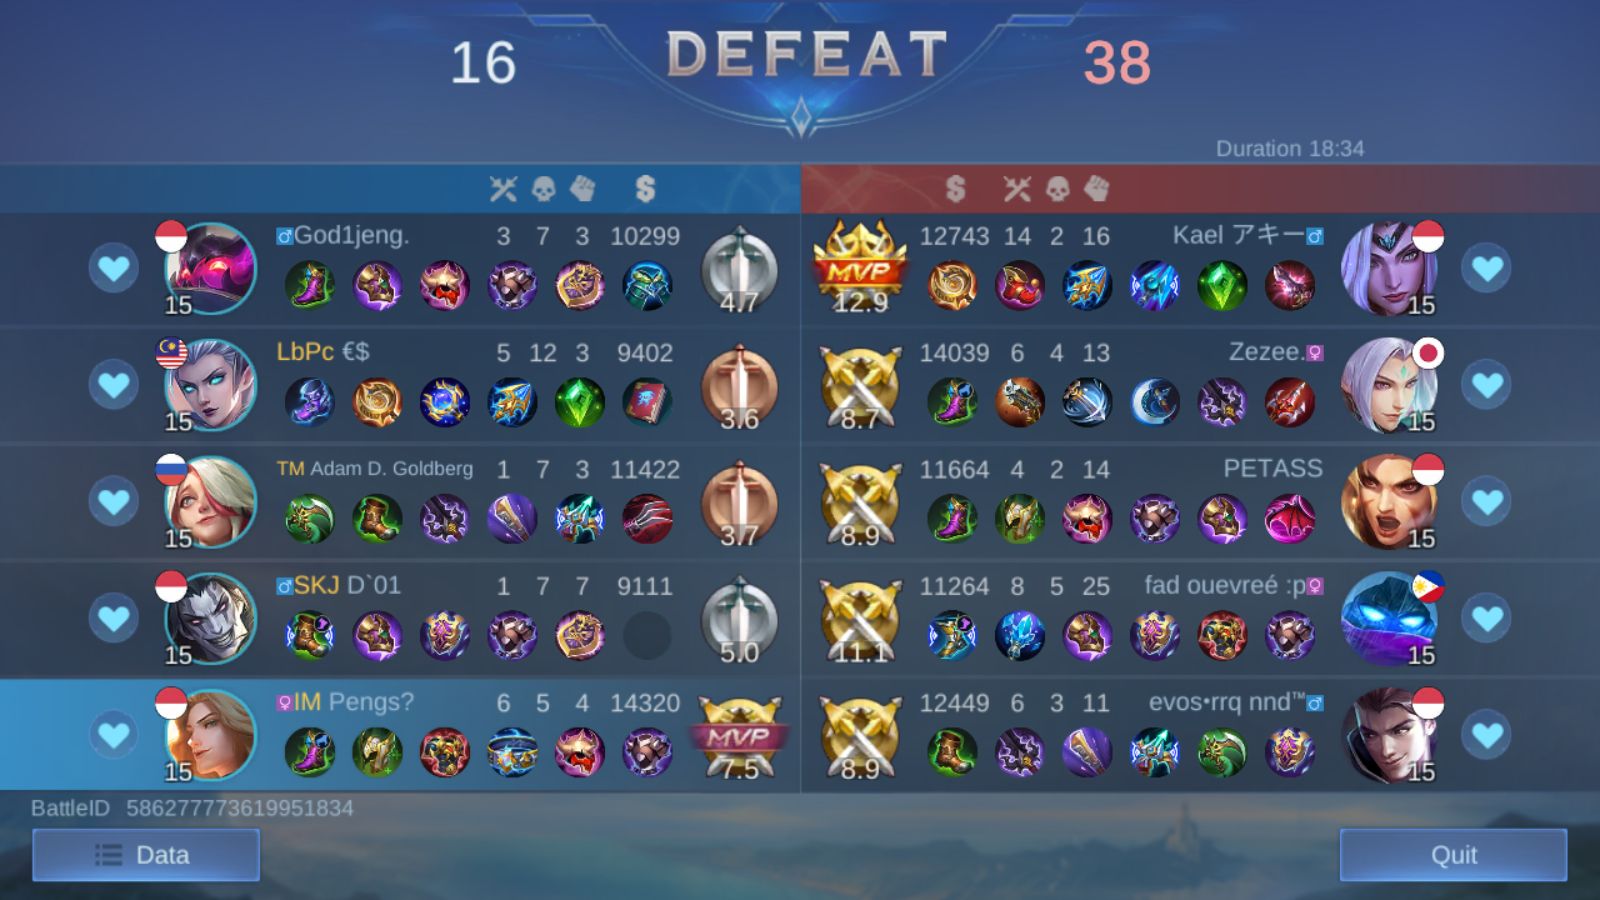 16 DEFEAT 38
Duration 18:34
God1jeng. 3 7 3 10299 4.7 15
MVP 12.9 12743 14 2 16 Kael アキー 15
LbPc €$ 5 12 3 9402 3.6 15
8.7 14039 6 4 13 Zezee. 15
TM Adam D. Goldberg 1 7 3 11422 3.7 15
8.9 11664 4 2 14 PETASS 15
SKJ D`01 1 7 7 9111 5.0 15
11.1 11264 8 5 25 fad ouevreé :p 15
IM Pengs? 6 5 4 14320 MVP 7.5 15
8.9 12449 6 3 11 evos•rrq nnd™ 15
BattleID 586277773619951834
Data
Quit